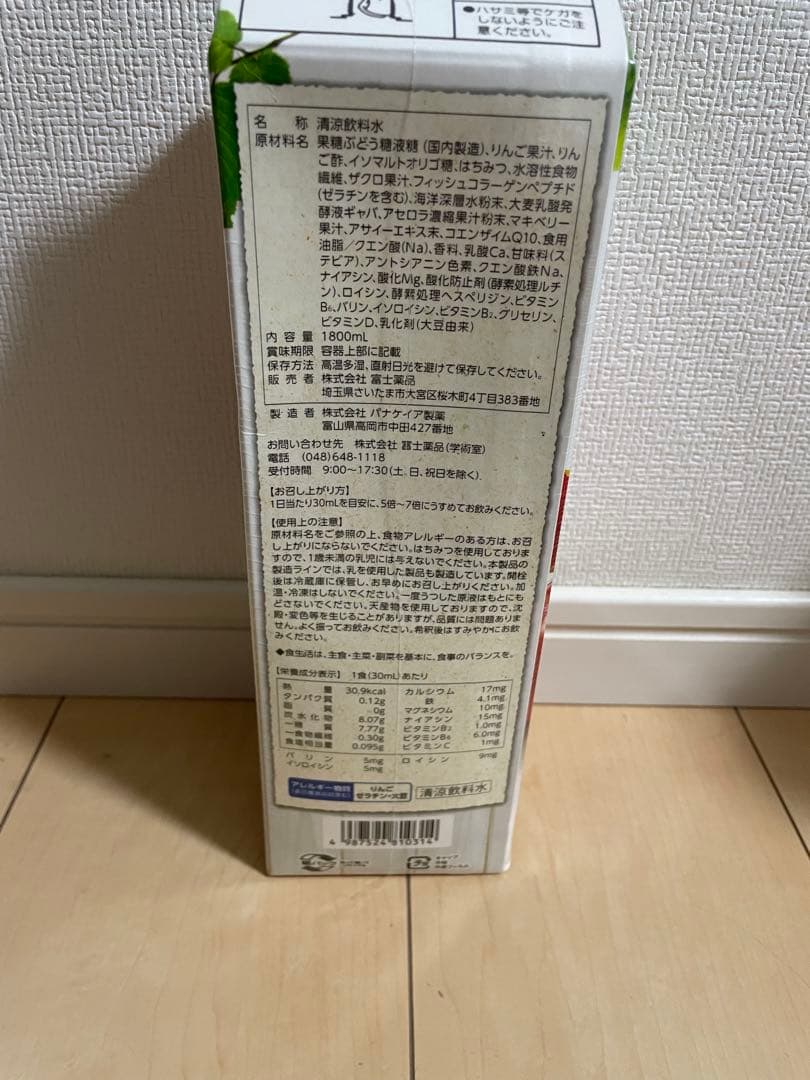 ●ハサミ等でケガを
しないようにご注
意ください。
名称 清涼飲料水
原材料名 果糖ぶどう糖液糖(国内製造)、りんご果汁、りん
ご酢、イソマルトオリゴ糖、はちみつ、水溶性食物
繊維、ザクロ果汁、フィッシュコラーゲンペプチド
(ゼラチンを含む)、海洋深層水粉末、大麦乳酸発
酵液ギャバ、アセロラ濃縮果汁粉末、マキベリー
果汁、アサイーエキス末、コエンザイムQ10、食用
油脂/クエン酸(Na)、香料、乳酸Ca、甘味料(ス
テビア)、アントシアニン色素、クエン酸鉄Na、
ナイアシン、酸化Mg、酸化防止剤(酵素処理ルチ
ン)、ロイシン、酵素処理ヘスペリジン、ビタミン
B₆、バリン、イソロイシン、ビタミンB₂、グリセリン、
ビタミンD、乳化剤(大豆由来)
内容量 1800mL
賞味期限 容器上部に記載
保存方法 高温多湿、直射日光を避けて保存してください。
販売者 株式会社 富士薬品
埼玉県さいたま市大宮区桜木町4丁目383番地
製造者 株式会社 パナケイア製薬
富山県高岡市中田427番地
お問い合わせ先 株式会社 富士薬品(学術室)
電話 (048)648-1118
受付時間 9:00～17:30(土、日、祝日を除く)
【お召し上がり方】
1日当たり30mLを目安に、5倍～7倍にうすめてお飲みください。
【使用上の注意】
原材料名をご参照の上、食物アレルギーのある方は、お召
し上がりにならないでください。はちみつを使用しておりま
すので、1歳未満の乳児には与えないでください。本製品の
製造ラインでは、乳を使用した製品も製造しています。開栓
後は冷蔵庫に保管し、お早めにお召し上がりください。加
温・冷凍はしないでください。一度うつした原液はもとにも
どさないでください。天産物を使用しておりますので、沈
殿・変色等を生じることがありますが、品質には問題ありま
せん。よく振ってお飲みください。希釈後はすみやかにお飲
みください。
◆食生活は、主食・主菜・副菜を基本に、食事のバランスを。
【栄養成分表示】 1食(30mL)あたり
熱量 30.9kcal カルシウム 17mg
タンパク質 0.12g 鉄 4.1mg
脂質 0g マグネシウム 10mg
炭水化物 8.07g ナイアシン 15mg
ー糖質 7.77g ビタミンB₂ 1.0mg
ー食物繊維 0.30g ビタミンB₆ 6.0mg
食塩相当量 0.095g ビタミンC 1mg
バリン 5mg ロイシン 9mg
イソロイシン 5mg
アレルギー物質 りんご
ゼラチン・大豆
清涼飲料水
4 987524 810314
紙パック